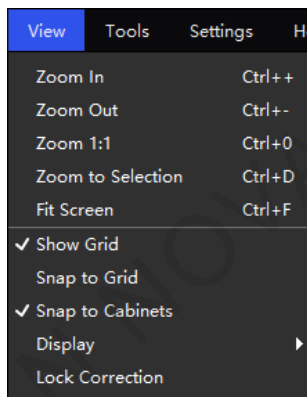 View Tools Settings H
Zoom In Ctrl++
Zoom Out Ctrl+-
Zoom 1:1 Ctrl+0
Zoom to Selection Ctrl+D
Fit Screen Ctrl+F
✓ Show Grid
Snap to Grid
✓ Snap to Cabinets
Display
Lock Correction